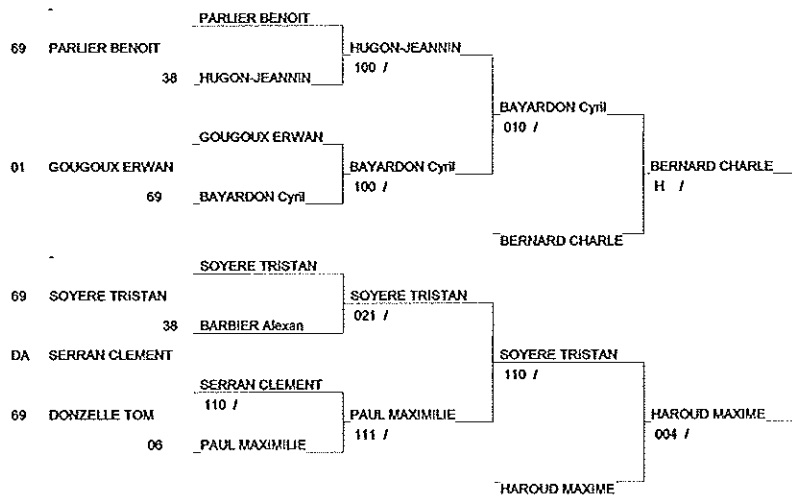 PARLIER BENOIT
69 PARLIER BENOIT HUGON-JEANNIN
100 /
38 HUGON-JEANNIN
BAYARDON Cyril
010 /
GOUGOUX ERWAN
01 GOUGOUX ERWAN BAYARDON Cyril BERNARD CHARLE
100 / H /
69 BAYARDON Cyril
BERNARD CHARLE
SOYERE TRISTAN
69 SOYERE TRISTAN SOYERE TRISTAN
021 /
38 BARBIER Alexan
DA SERRAN CLEMENT SOYERE TRISTAN
110 /
SERRAN CLEMENT
110 /
69 DONZELLE TOM PAUL MAXIMILIE HAROUD MAXIME
111 / 004 /
06 PAUL MAXIMILIE
HAROUD MAXIME